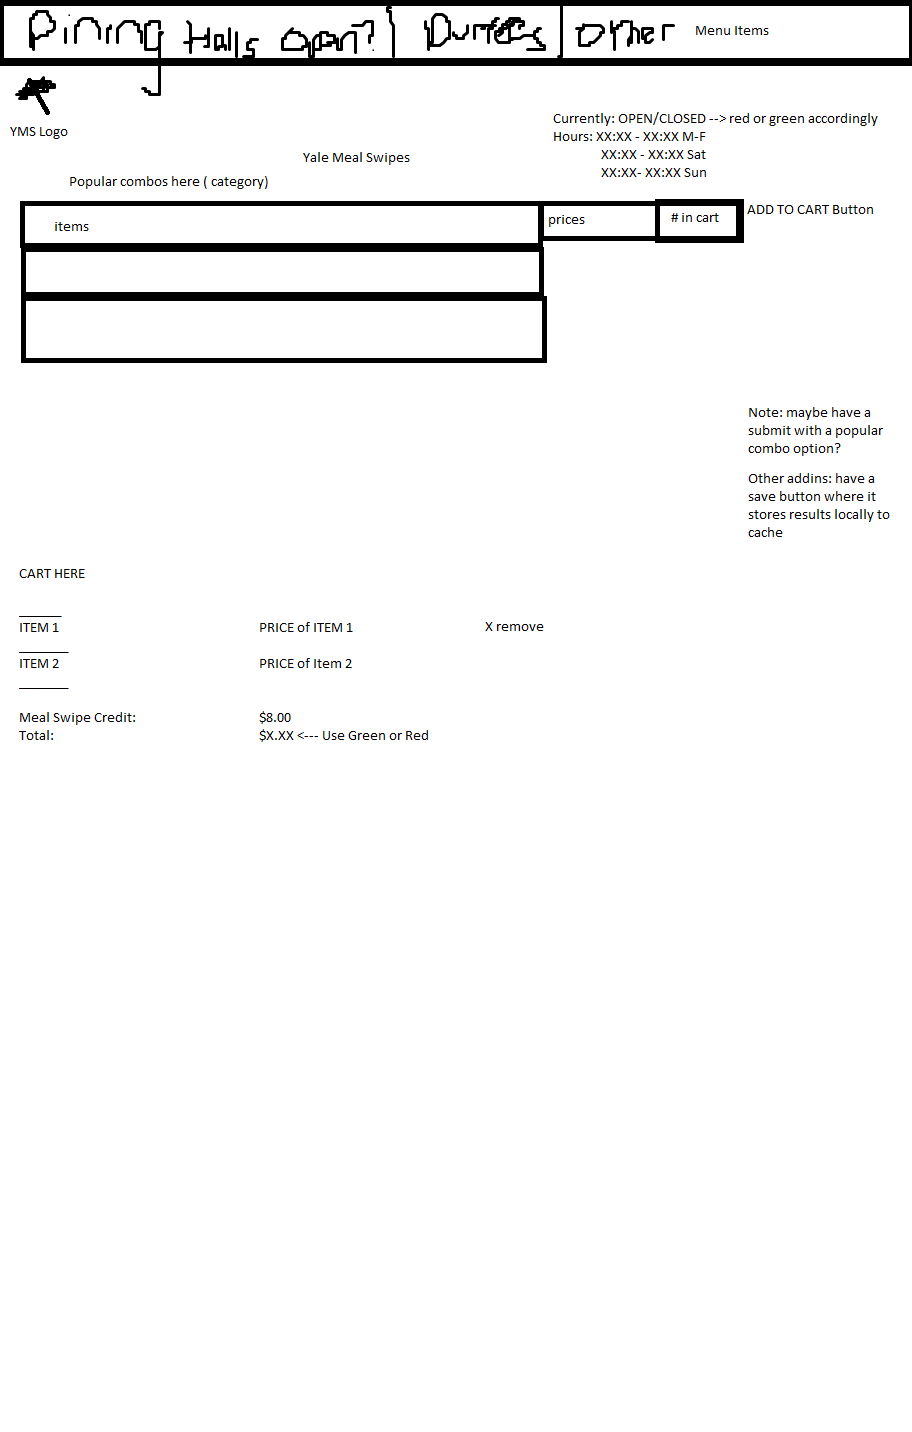 Dining Halls Open? Durfees Other Menu Items
YMS Logo
Currently: OPEN/CLOSED --> red or green accordingly
Hours: XX:XX - XX:XX M-F
XX:XX - XX:XX Sat
XX:XX- XX:XX Sun
Yale Meal Swipes
Popular combos here ( category)
items prices # in cart ADD TO CART Button
Note: maybe have a
submit with a popular
combo option?
Other addins: have a
save button where it
stores results locally to
cache
CART HERE
______
ITEM 1 PRICE of ITEM 1 X remove
_______
ITEM 2 PRICE of Item 2
_______
Meal Swipe Credit: $8.00
Total: $X.XX <--- Use Green or Red